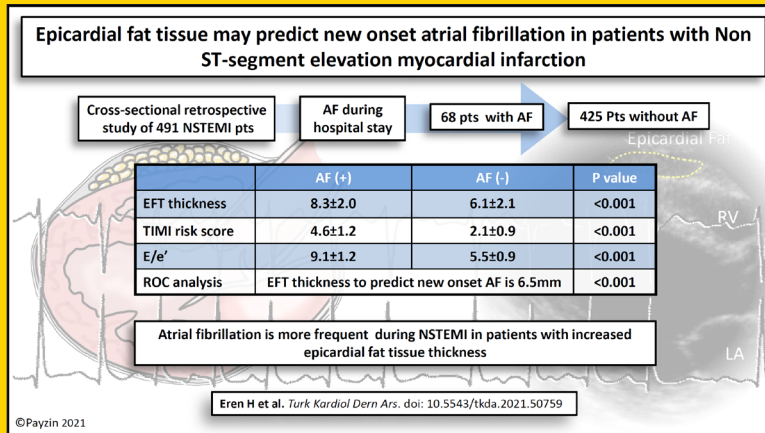 Epicardial fat tissue may predict new onset atrial fibrillation in patients with Non
ST-segment elevation myocardial infarction
Cross-sectional retrospective
study of 491 NSTEMI pts
AF during
hospital stay
68 pts with AF
425 Pts without AF
Epicardial Fat
AF (+) AF (-) P value
EFT thickness 8.3±2.0 6.1±2.1 <0.001
TIMI risk score 4.6±1.2 2.1±0.9 <0.001
E/e’ 9.1±1.2 5.5±0.9 <0.001
ROC analysis EFT thickness to predict new onset AF is 6.5mm <0.001
RV
Atrial fibrillation is more frequent during NSTEMI in patients with increased
epicardial fat tissue thickness
LA
Eren H et al. Turk Kardiol Dern Ars. doi: 10.5543/tkda.2021.50759
©Payzin 2021